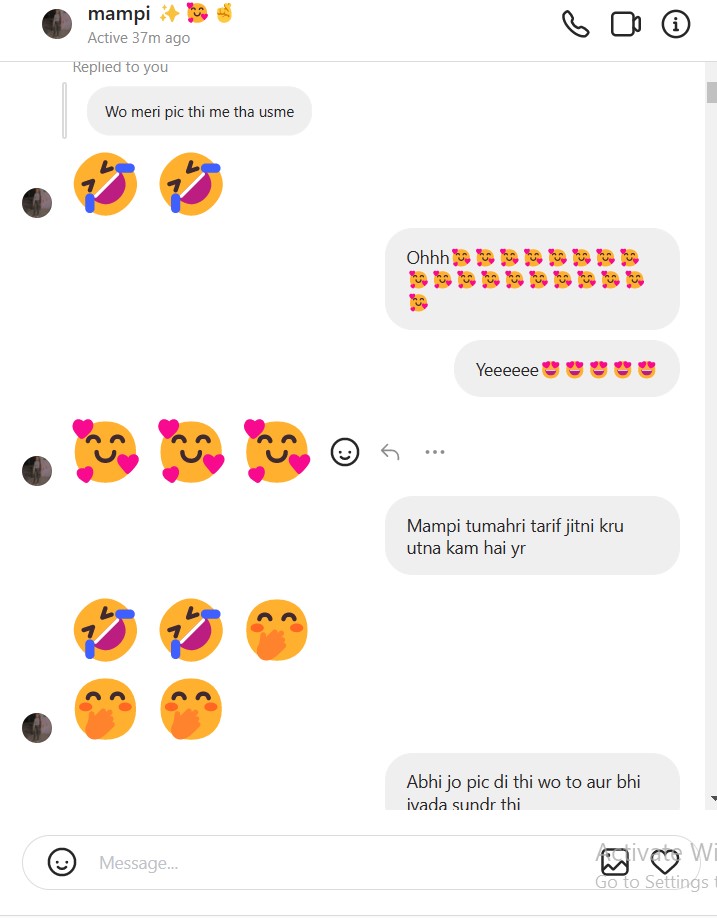 mampi ✨ 🥰 🤞
Active 37m ago
Replied to you
Wo meri pic thi me tha usme
🤣 🤣
Ohhh🥰🥰🥰🥰🥰🥰🥰🥰
🥰🥰🥰🥰🥰🥰🥰🥰🥰🥰
🥰
Yeeeeee😍😍😍😍😍
🥰 🥰 🥰
Mampi tumahri tarif jitni kru
utna kam hai yr
🤣 🤣 🤭
🤭 🤭
Abhi jo pic di thi wo to aur bhi
jyada sundr thi
Message...
Activate Wi
Go to Settings t